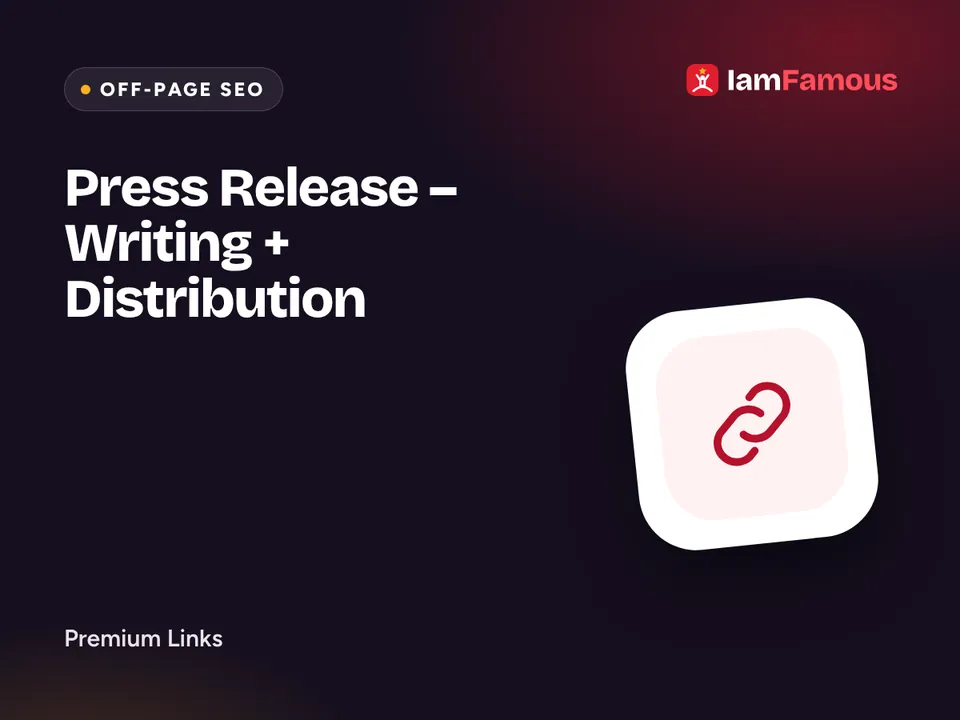 OFF-PAGE SEO
IamFamous
Press Release –
Writing +
Distribution
Premium Links